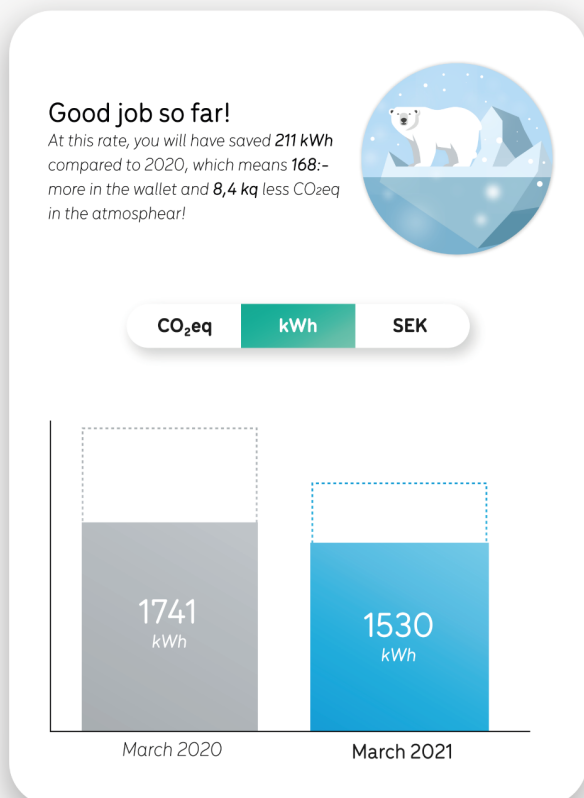 Good job so far!
At this rate, you will have saved 211 kWh
compared to 2020, which means 168:-
more in the wallet and 8,4 kq less CO2eq
in the atmosphear!
CO₂eq kWh SEK
1741
kWh
1530
kWh
March 2020 March 2021